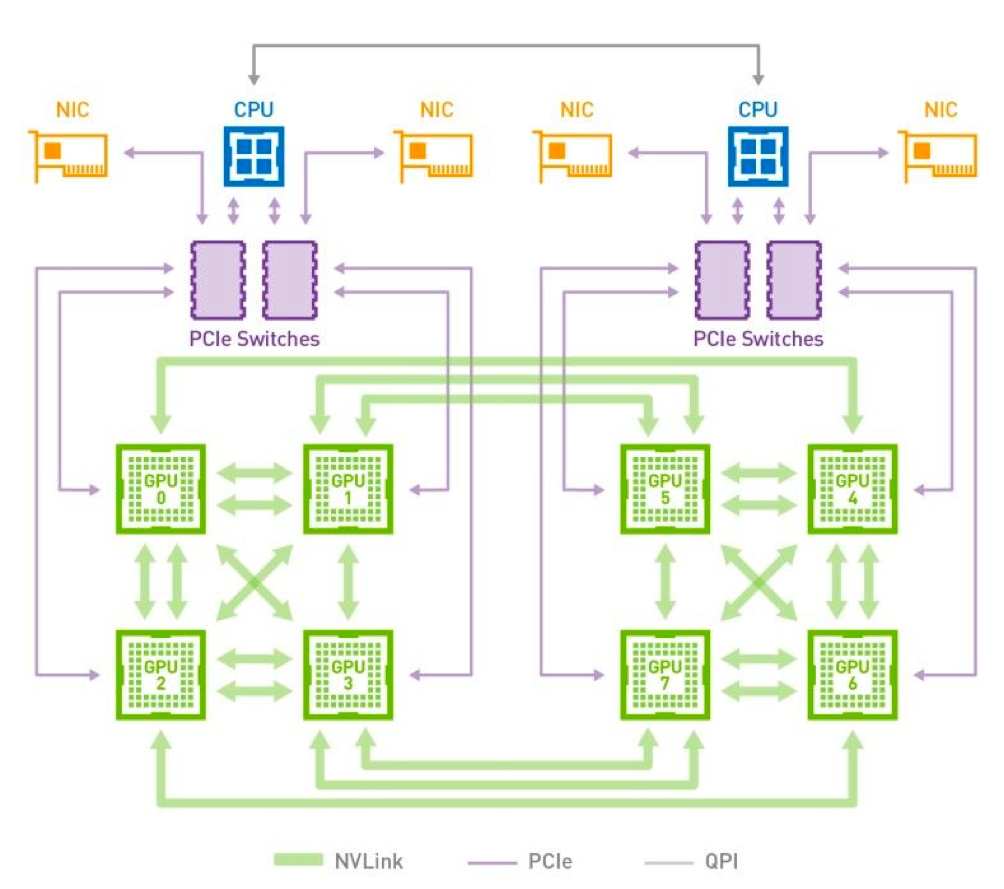 NIC
CPU
NIC
NIC
CPU
NIC
PCIe Switches
PCIe Switches
GPU
0
GPU
1
GPU
5
GPU
4
GPU
2
GPU
3
GPU
7
GPU
6
NVLink
PCIe
QPI